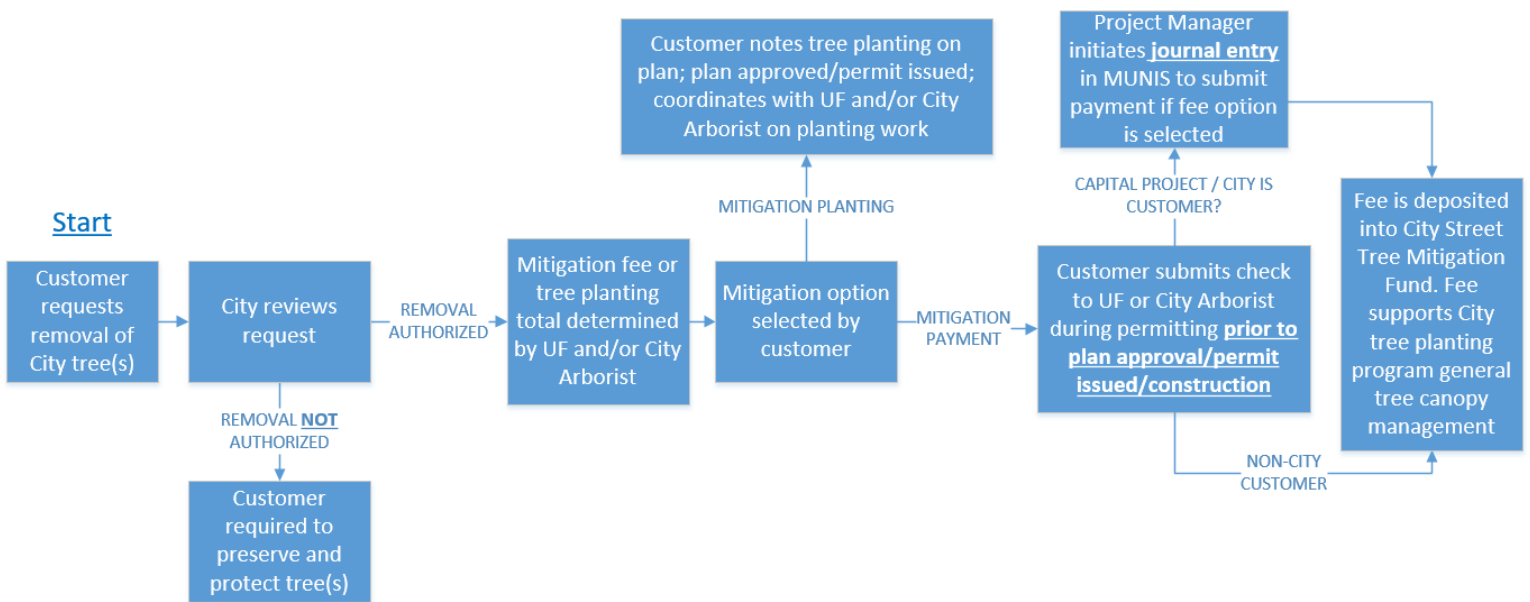 Start
Customer
requests
removal of
City tree(s)
City reviews
request
REMOVAL NOT
AUTHORIZED
Customer
required to
preserve and
protect tree(s)
REMOVAL
AUTHORIZED
Mitigation fee or
tree planting
total determined
by UF and/or City
Arborist
Mitigation option
selected by
customer
MITIGATION PLANTING
Customer notes tree planting on
plan; plan approved/permit issued;
coordinates with UF and/or City
Arborist on planting work
MITIGATION
PAYMENT
Customer submits check
to UF or City Arborist
during permitting prior to
plan approval/permit
issued/construction
CAPITAL PROJECT / CITY IS
CUSTOMER?
Project Manager
initiates journal entry
in MUNIS to submit
payment if fee option
is selected
NON-CITY
CUSTOMER
Fee is deposited
into City Street
Tree Mitigation
Fund. Fee
supports City
tree planting
program general
tree canopy
management